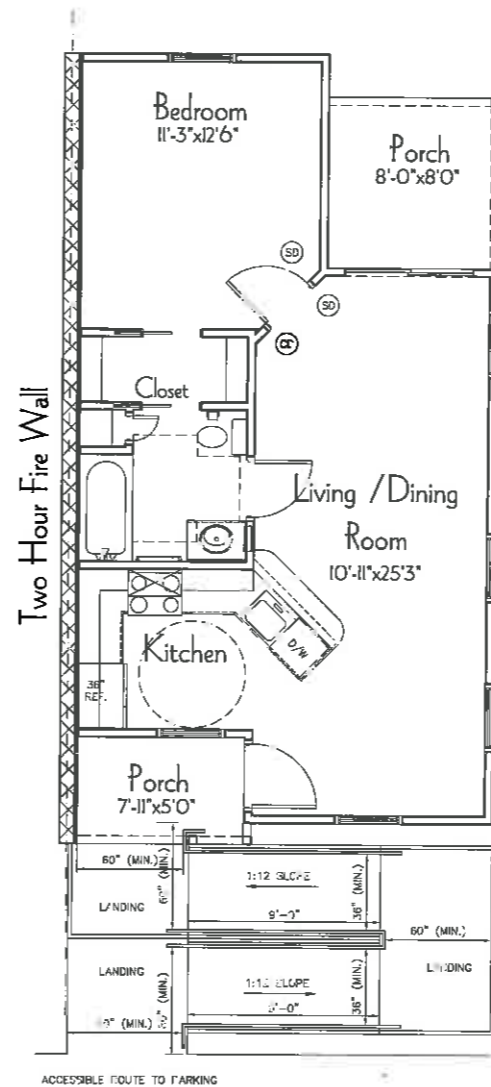 Bedroom
11'-3"x12'6"
Porch
8'-0"x8'0"
SD
SD
Closet
Two Hour Fire Wall
Living /Dining
Room
10'-11"x25'3"
D/W
Kitchen
36"
REF.
Porch
7'-11"x5'0"
60" (MIN.)
60" (MIN.)
1:12 SLOPE
9'-0"
36" (MIN.)
LANDING
60" (MIN.)
LANDING
LANDING
1:12 SLOPE
36" (MIN.)
(MIN.)
(MIN.)
ACCESSIBLE ROUTE TO PARKING